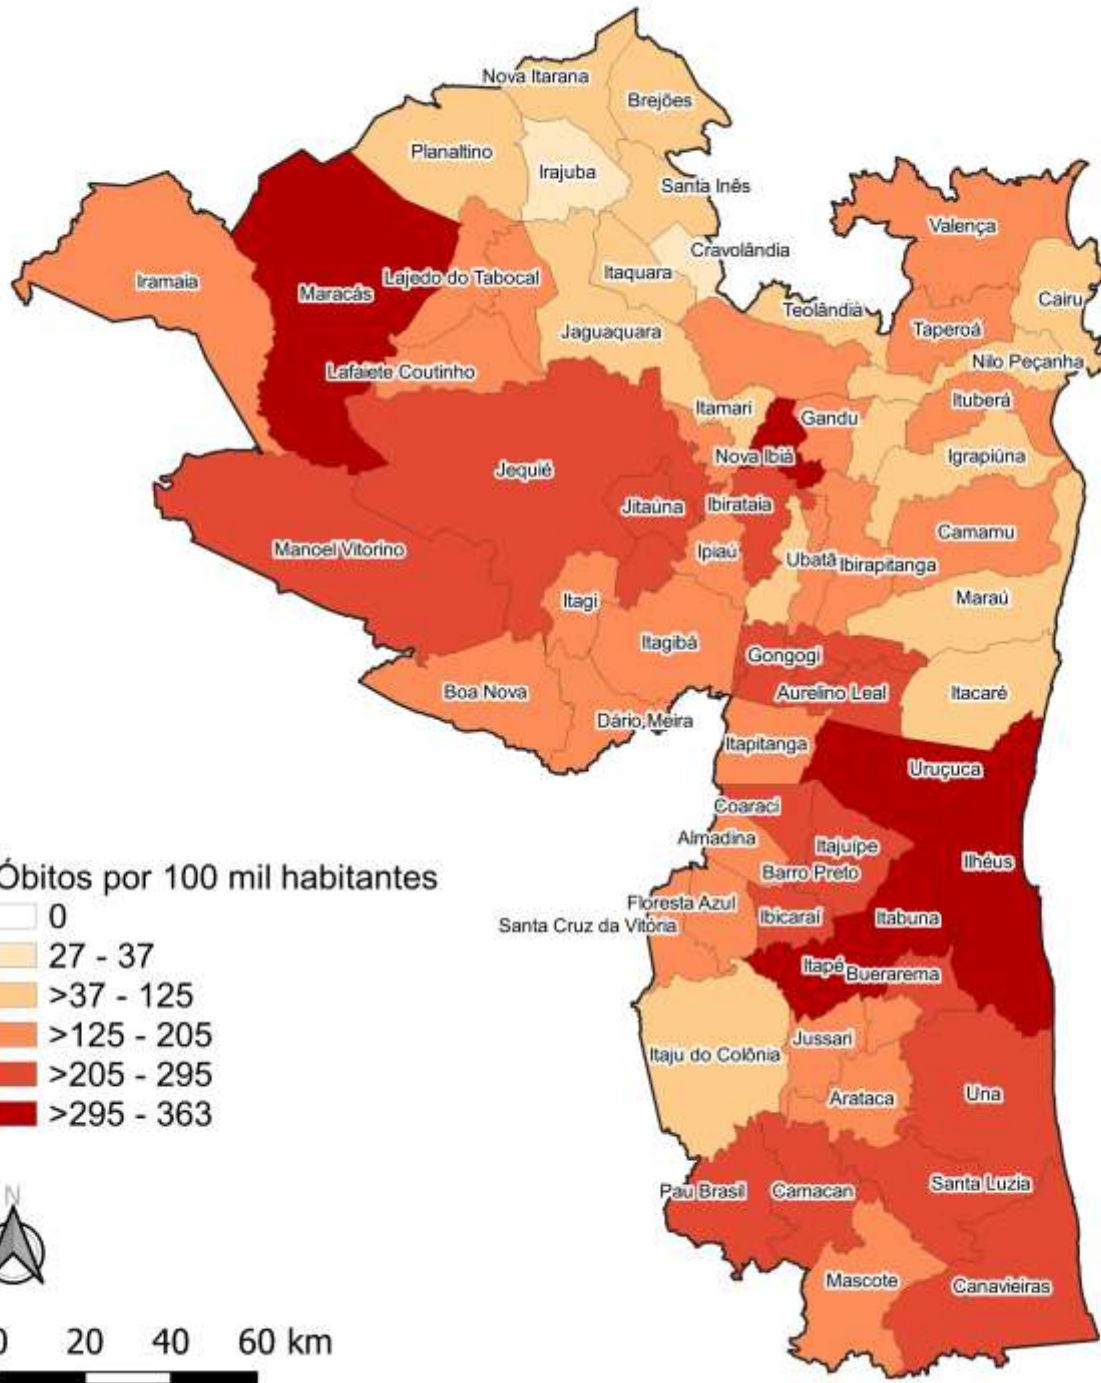 Nova Itarana
Brejões
Planaltino
Irajuba
Santa Inês
Valença
Cravolândia
Itaquara
Iramaia
Lajedo do Tabocal
Maracás
Cairu
Teolândia
Taperoá
Jaguaquara
Nilo Peçanha
Lafaiete Coutinho
Ituberá
Itamari
Gandu
Nova Ibiá
Igrapiúna
Jequié
Jitaúna
Ibirataia
Camamu
Manoel Vitorino
Ipiaú
Ubatã
Ibirapitanga
Maraú
Itagi
Itagibá
Gongogi
Boa Nova
Aurelino Leal
Itacaré
Dário Meira
Itapitanga
Uruçuca
Coaraci
Almadina
Itajuípe
Ilhéus
Barro Preto
Floresta Azul
Ibicaraí
Itabuna
Santa Cruz da Vitória
Itapé
Buerarema
Jussari
Itaju do Colônia
Arataca
Una
Pau Brasil
Camacan
Santa Luzia
Mascote
Canavieiras
Óbitos por 100 mil habitantes
0
27 - 37
>37 - 125
>125 - 205
>205 - 295
>295 - 363
N
0 20 40 60 km